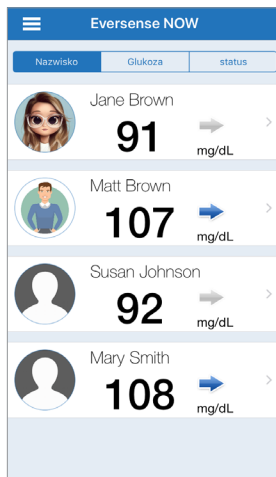 Eversense NOW
Nazwisko Glukoza status
Jane Brown
91
mg/dL
Matt Brown
107
mg/dL
Susan Johnson
92
mg/dL
Mary Smith
108
mg/dL